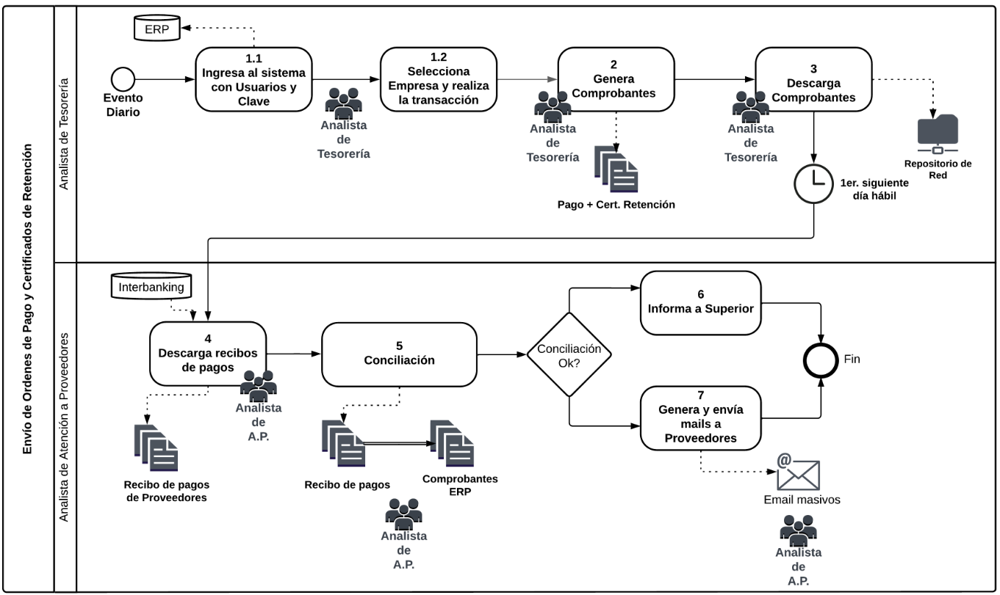 Envío de Ordenes de Pago y Certificados de Retención
Analista de Tesorería
ERP
Evento
Diario
1.1
Ingresa al sistema
con Usuarios y
Clave
Analista
de
Tesorería
1.2
Selecciona
Empresa y realiza
la transacción
2
Genera
Comprobantes
Analista
de
Tesorería
Pago + Cert. Retención
3
Descarga
Comprobantes
Analista
de
Tesorería
Repositorio de
Red
1er. siguiente
día hábil
Analista de Atención a Proveedores
Interbanking
4
Descarga recibos
de pagos
Analista
de
A.P.
Recibo de pagos
de Proveedores
5
Conciliación
Recibo de pagos
Comprobantes
ERP
Analista
de
A.P.
Conciliación
Ok?
6
Informa a Superior
7
Genera y envía
mails a
Proveedores
Fin
@
Email masivos
Analista
de
A.P.